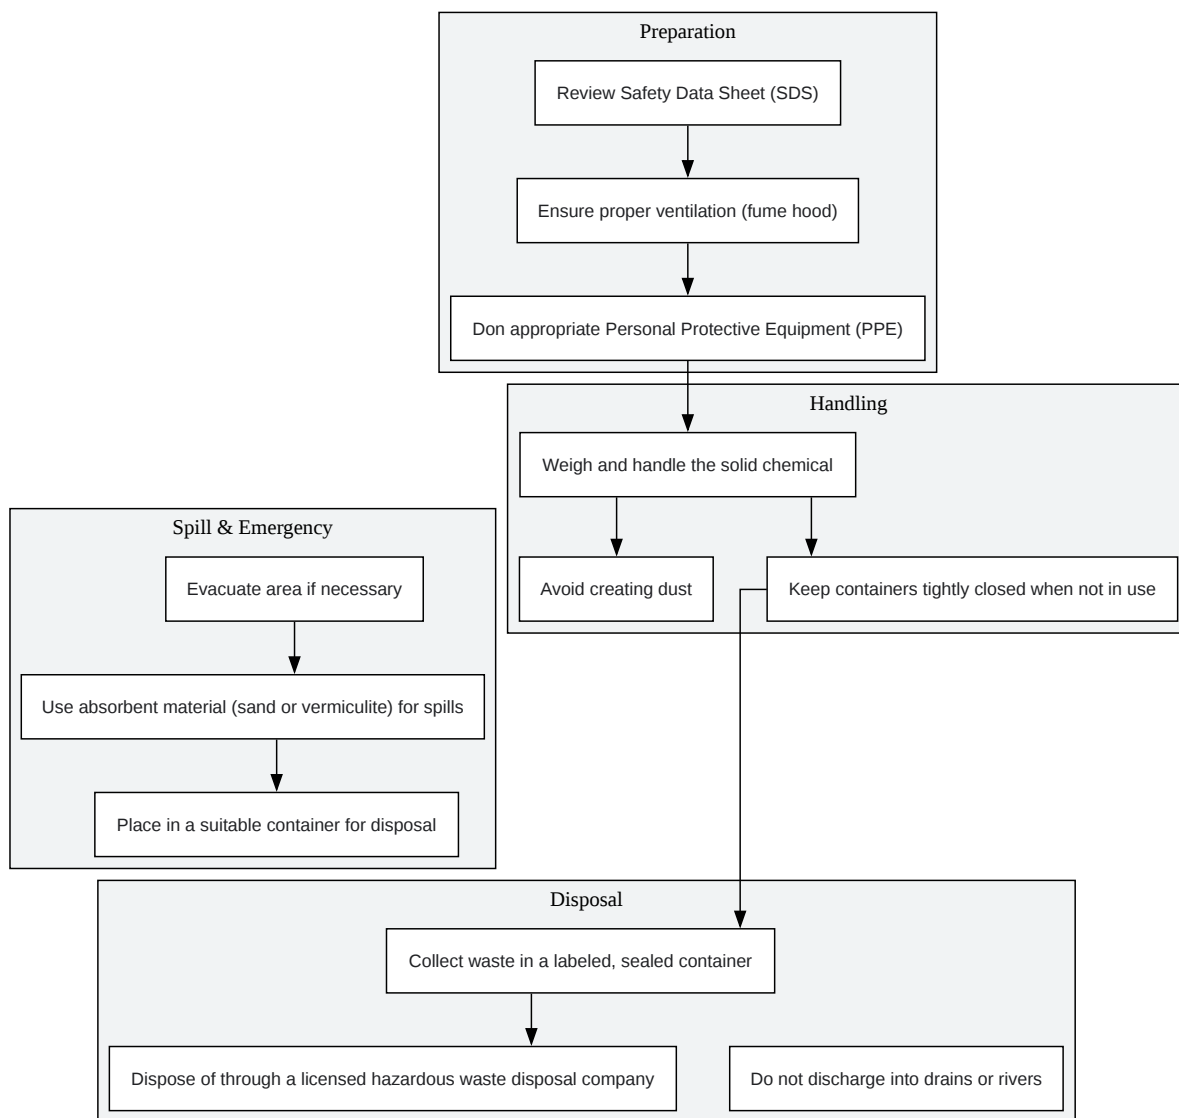 Preparation
Review Safety Data Sheet (SDS)
Ensure proper ventilation (fume hood)
Don appropriate Personal Protective Equipment (PPE)
Handling
Weigh and handle the solid chemical
Avoid creating dust
Keep containers tightly closed when not in use
Spill & Emergency
Evacuate area if necessary
Use absorbent material (sand or vermiculite) for spills
Place in a suitable container for disposal
Disposal
Collect waste in a labeled, sealed container
Dispose of through a licensed hazardous waste disposal company
Do not discharge into drains or rivers